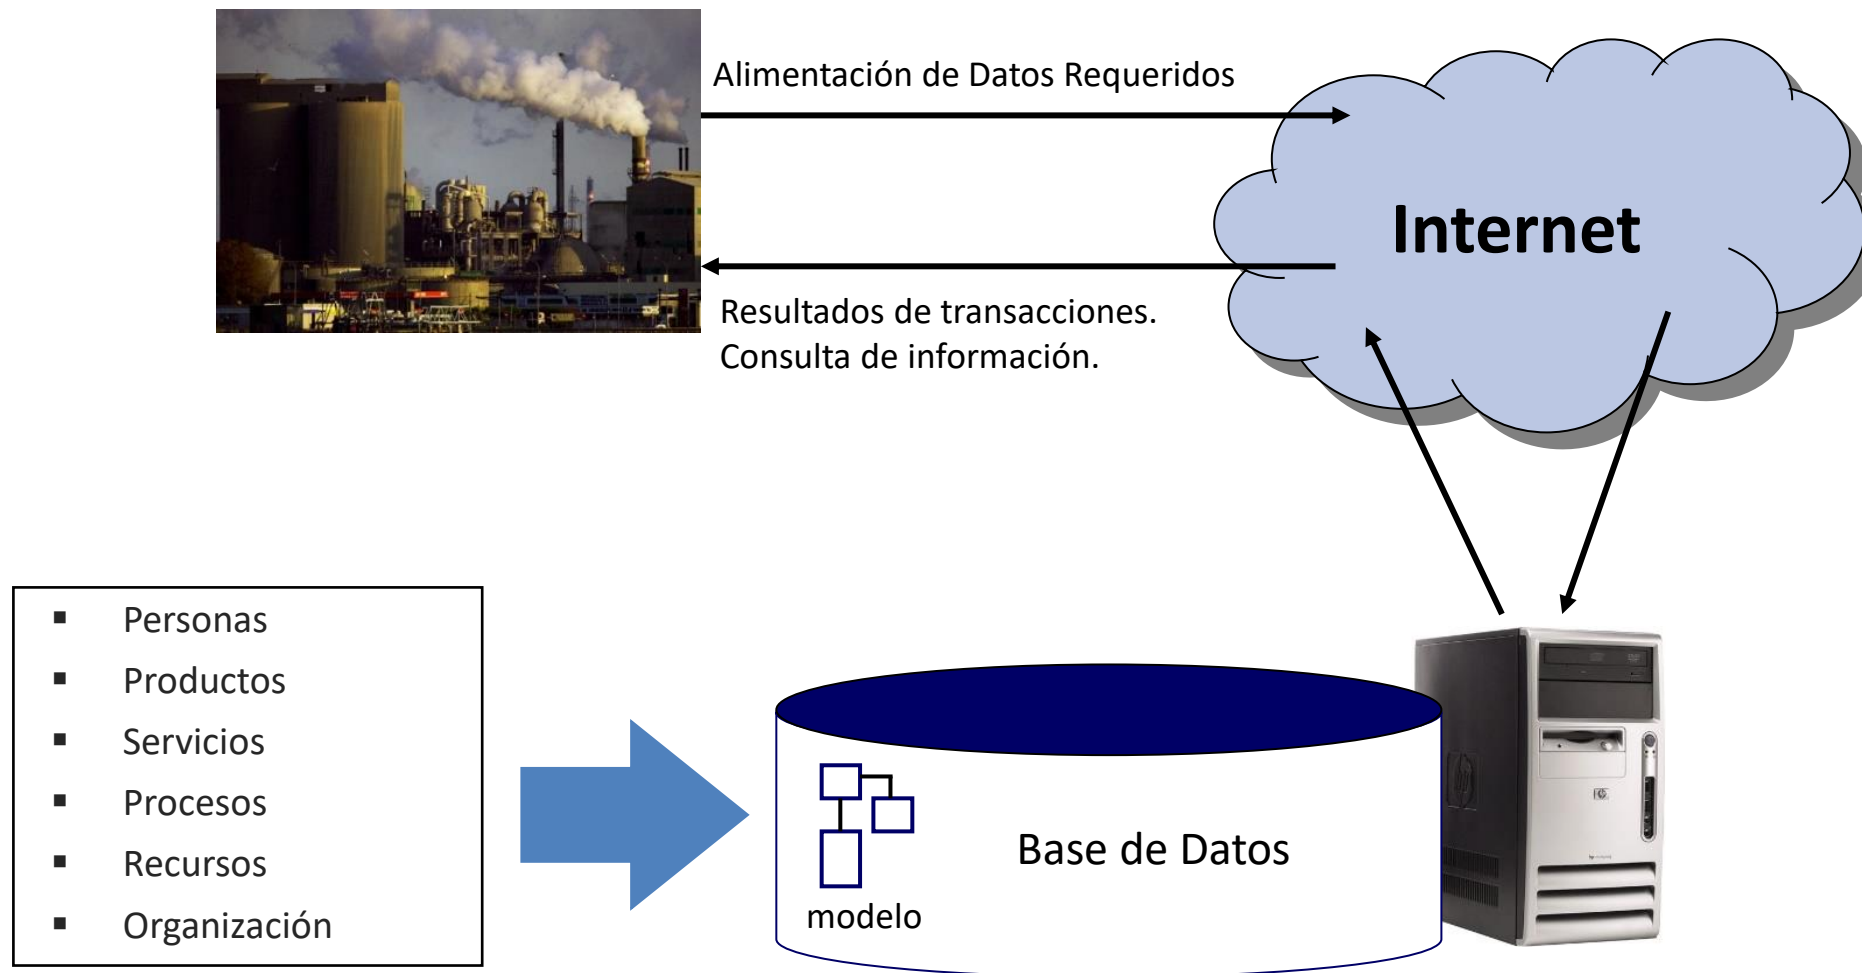 Alimentación de Datos Requeridos
Internet
Resultados de transacciones.
Consulta de información.
Personas
Productos
Servicios
Procesos
Recursos
Organización
Base de Datos
modelo
hp